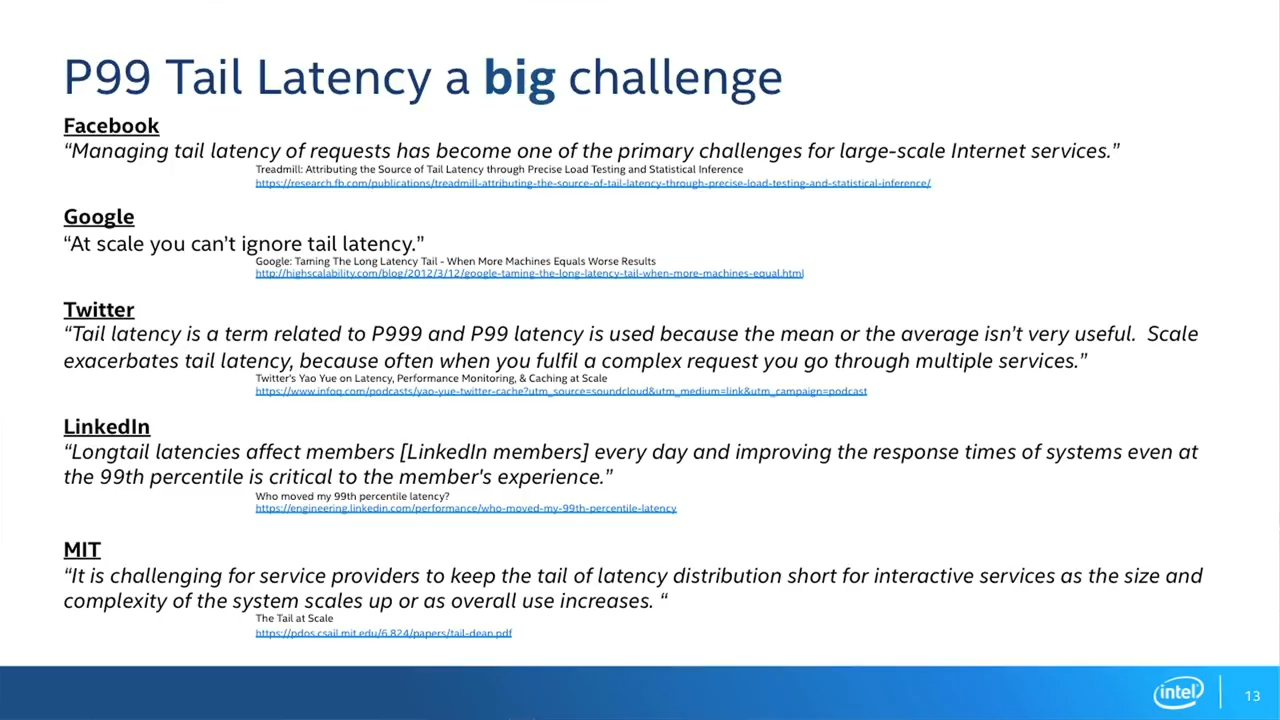 P99 Tail Latency a big challenge
Facebook
“Managing tail latency of requests has become one of the primary challenges for large-scale Internet services.”
Treadmill: Attributing the Source of Tail Latency through Precise Load Testing and Statistical Inference
https://research.fb.com/publications/treadmill-attributing-the-source-of-tail-latency-through-precise-load-testing-and-statistical-inference/
Google
“At scale you can’t ignore tail latency.”
Google: Taming The Long Latency Tail - When More Machines Equals Worse Results
http://highscalability.com/blog/2012/3/12/google-taming-the-long-latency-tail-when-more-machines-equal.html
Twitter
“Tail latency is a term related to P999 and P99 latency is used because the mean or the average isn’t very useful.  Scale
exacerbates tail latency, because often when you fulfil a complex request you go through multiple services.”
Twitter's Yao Yue on Latency, Performance Monitoring, & Caching at Scale
https://www.infoq.com/podcasts/yao-yue-twitter-cache?utm_source=soundcloud&utm_medium=link&utm_campaign=podcast
LinkedIn
“Longtail latencies affect members [LinkedIn members] every day and improving the response times of systems even at
the 99th percentile is critical to the member's experience.”
Who moved my 99th percentile latency?
https://engineering.linkedin.com/performance/who-moved-my-99th-percentile-latency
MIT
“It is challenging for service providers to keep the tail of latency distribution short for interactive services as the size and
complexity of the system scales up or as overall use increases. “
The Tail at Scale
https://pdos.csail.mit.edu/6.824/papers/tail-dean.pdf
intel
13